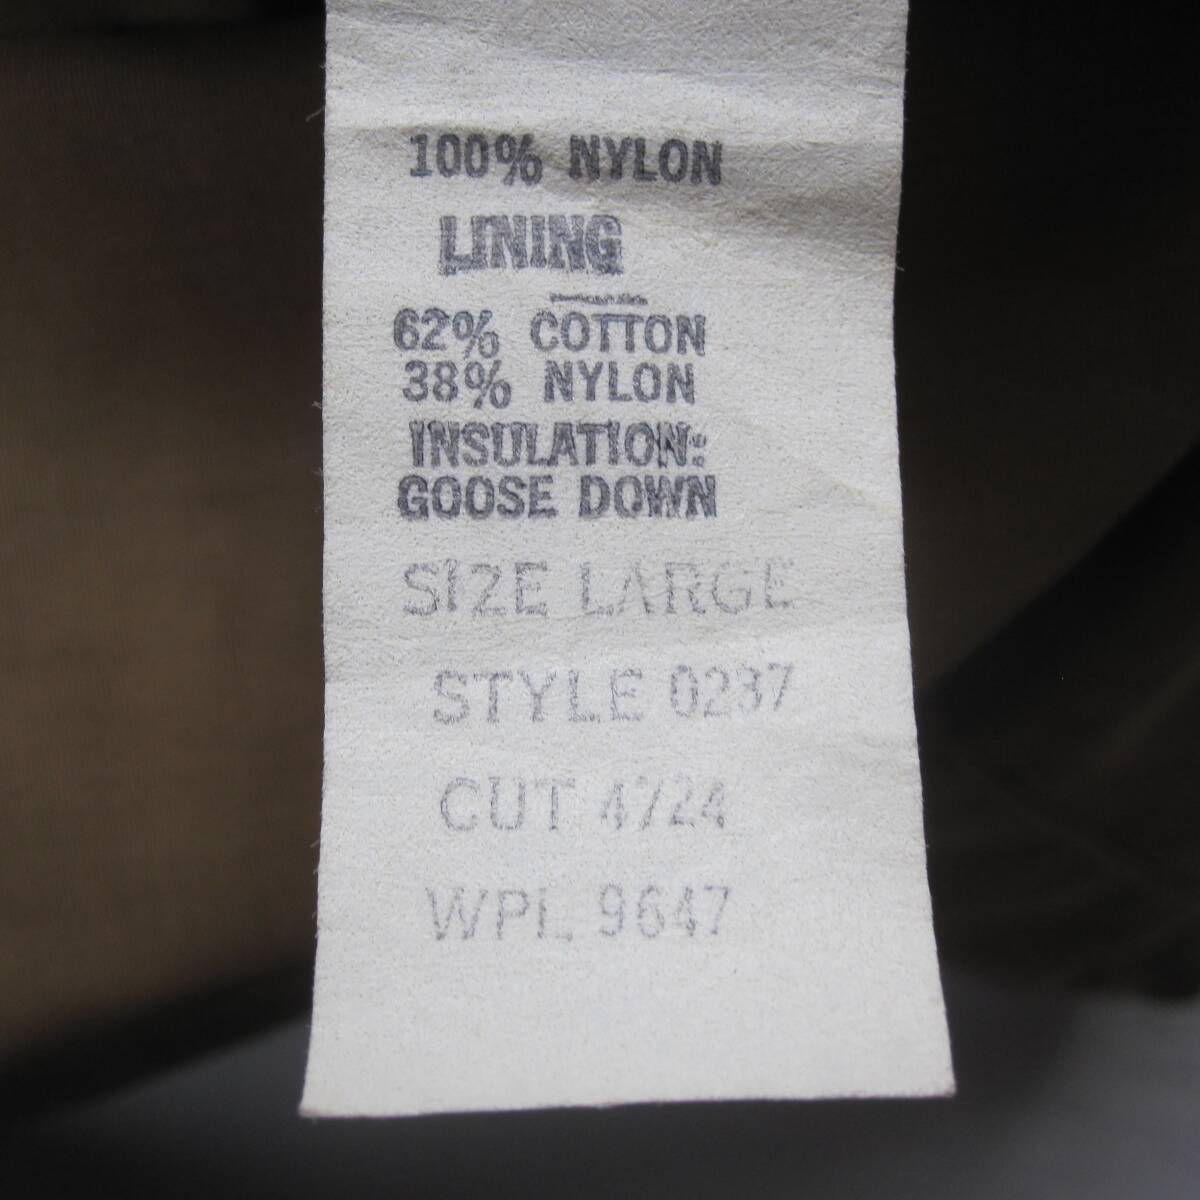 100% NYLON
LINING
62% COTTON
38% NYLON
INSULATION:
GOOSE DOWN
SIZE LARGE
STYLE 0237
CUT 4724
WPL 9647